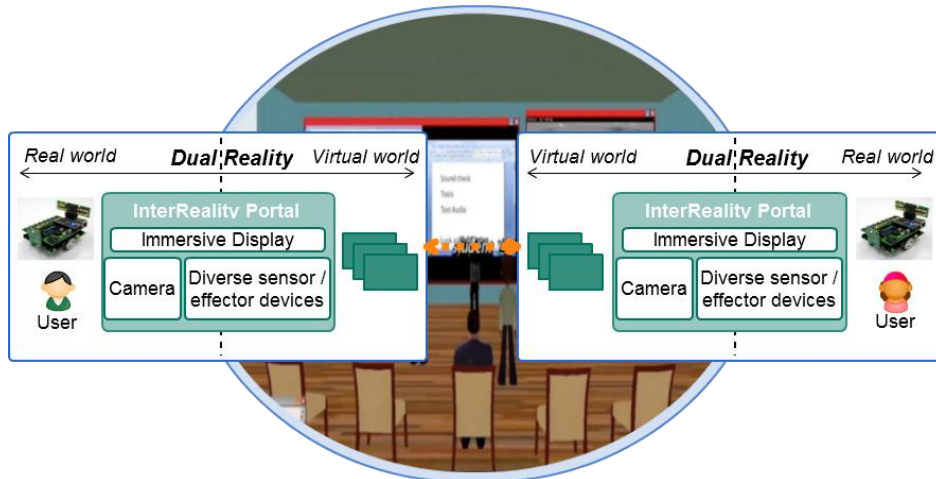 Real world
Dual Reality
Virtual world
InterReality Portal
Immersive Display
Camera
Diverse sensor /
effector devices
User
Sound check
Tools
Test Audio
student
Virtual world
Dual Reality
Real world
InterReality Portal
Immersive Display
Camera
Diverse sensor /
effector devices
User